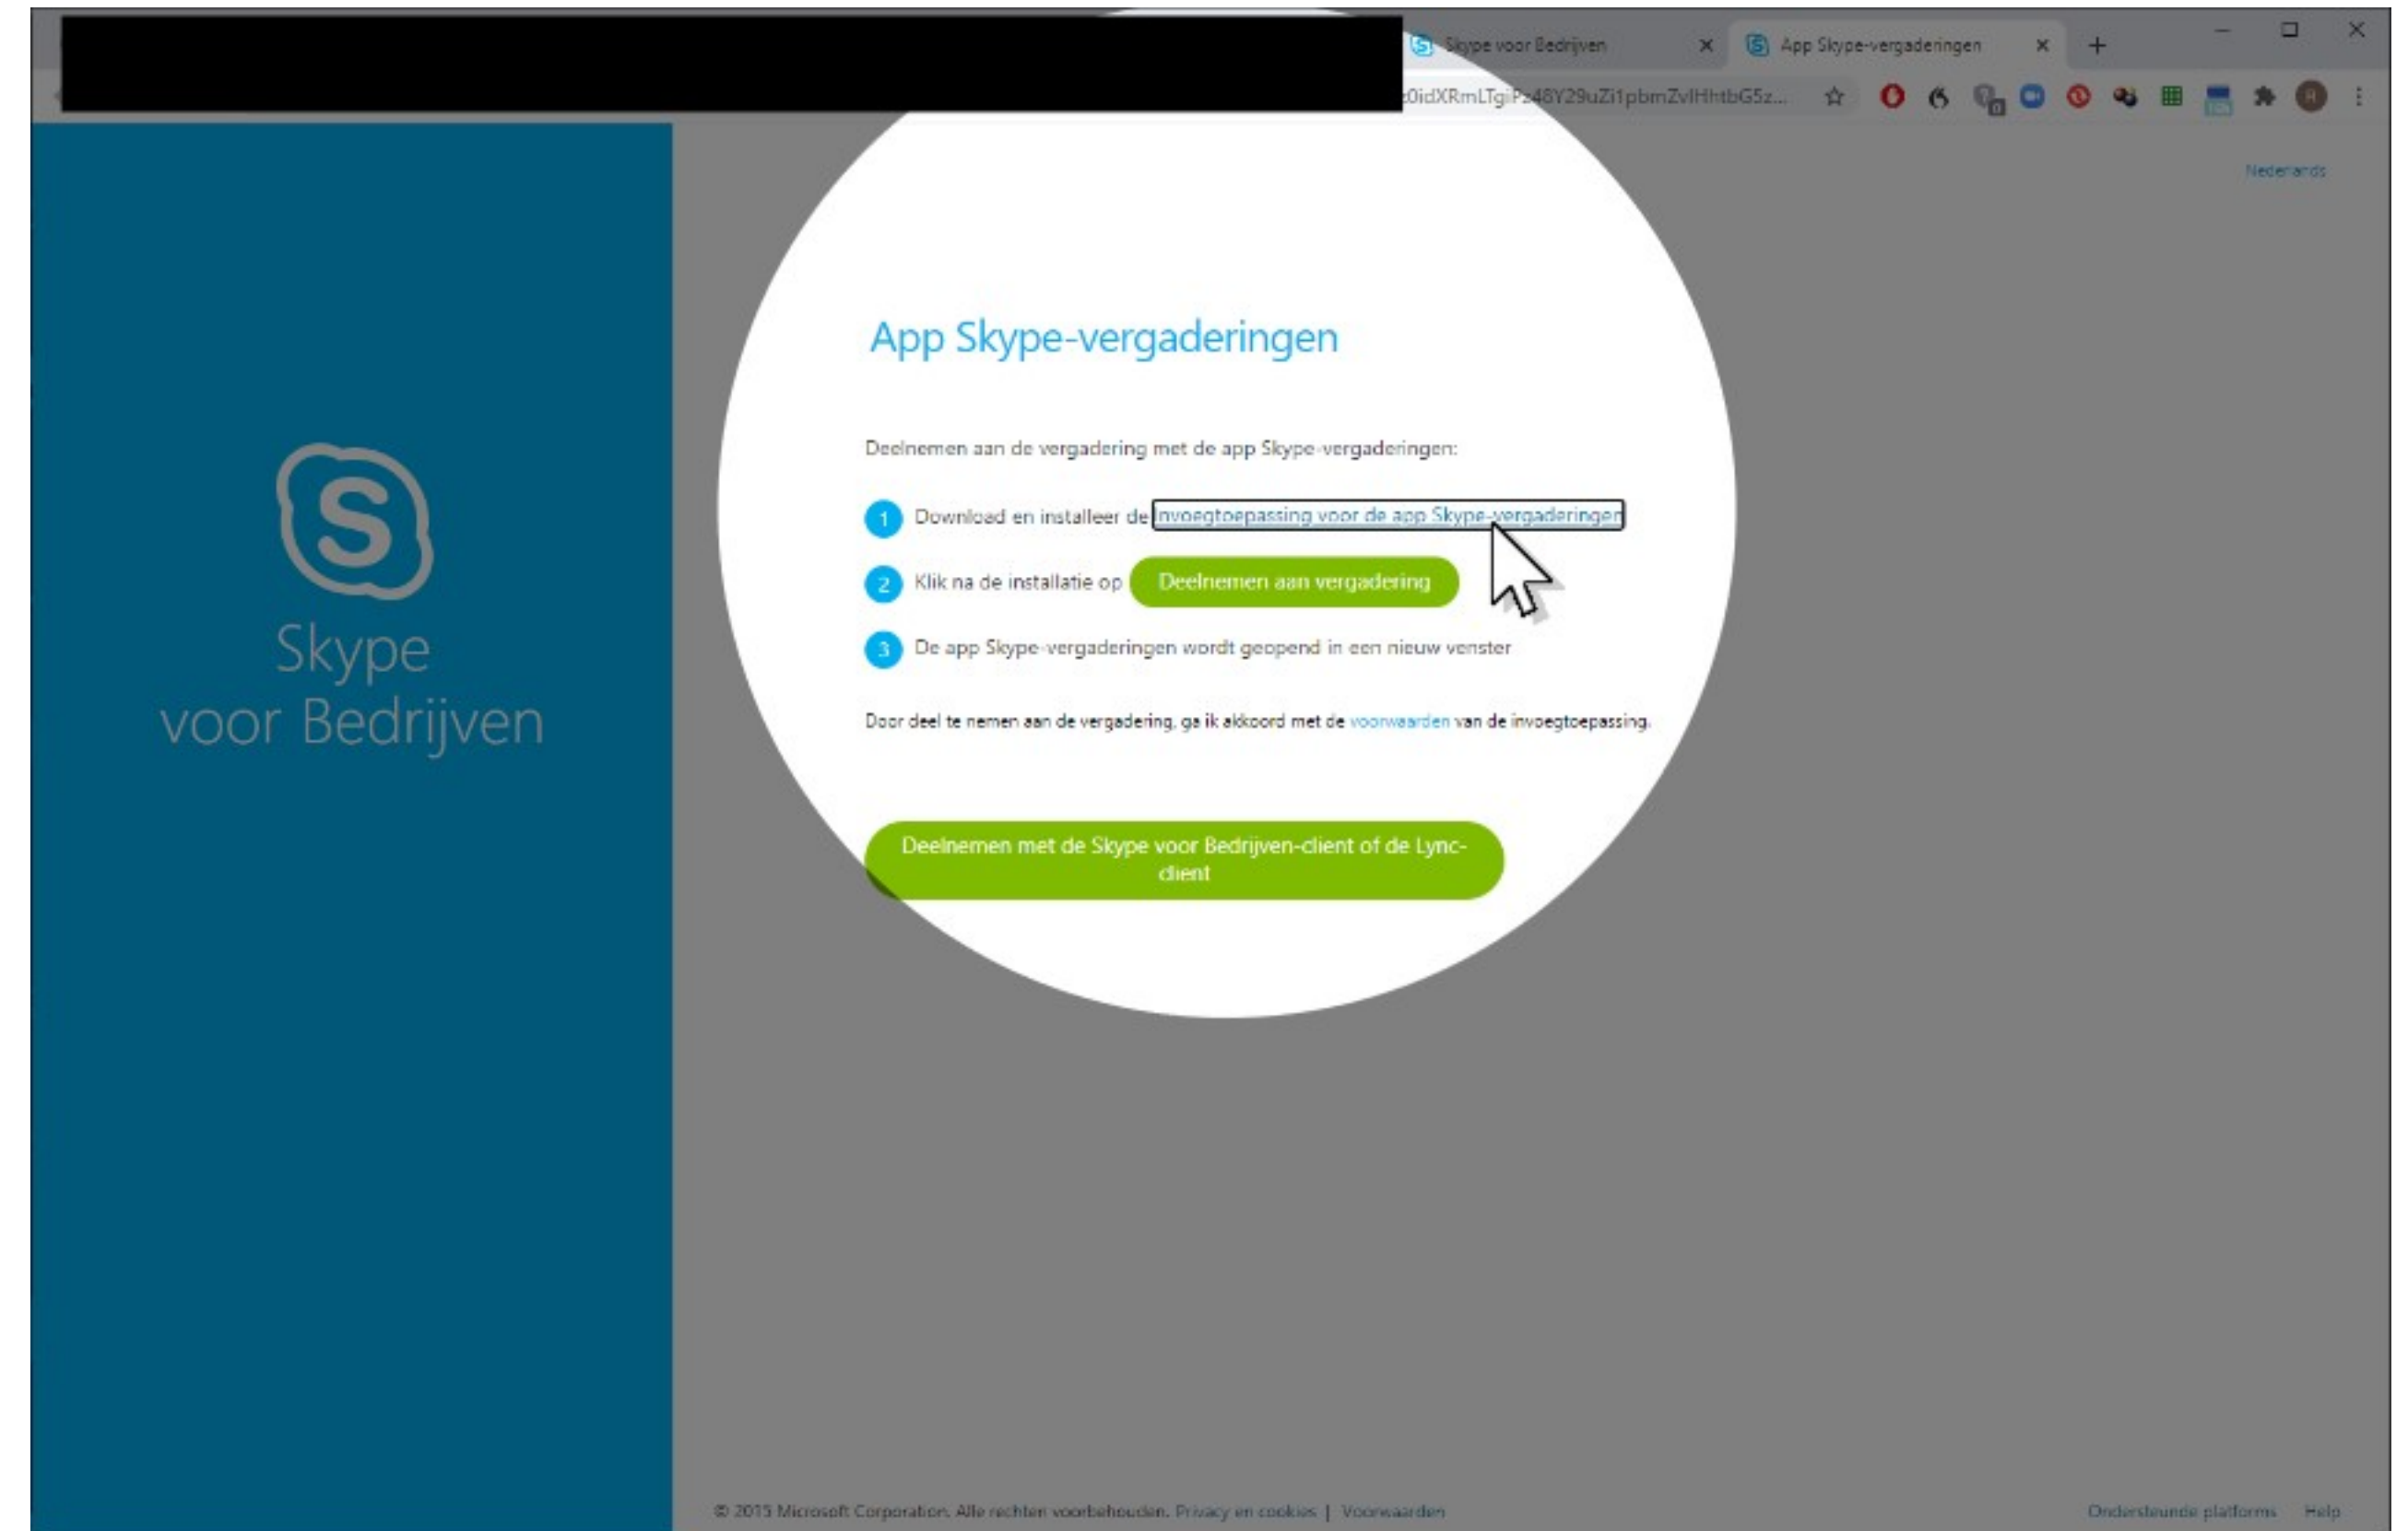 Skype voor Bedrijven
App Skype-vergaderingen
Nederlands
Skype
voor Bedrijven
App Skype-vergaderingen
Deelnemen aan de vergadering met de app Skype-vergaderingen:
1 Download en installeer de invoegtoepassing voor de app Skype-vergaderingen
2 Klik na de installatie op Deelnemen aan vergadering
3 De app Skype-vergaderingen wordt geopend in een nieuw venster
Door deel te nemen aan de vergadering, ga ik akkoord met de voorwaarden van de invoegtoepassing.
Deelnemen met de Skype voor Bedrijven-client of de Lync-
client
© 2015 Microsoft Corporation. Alle rechten voorbehouden. Privacy en cookies | Voorwaarden
Ondersteunde platforms Help